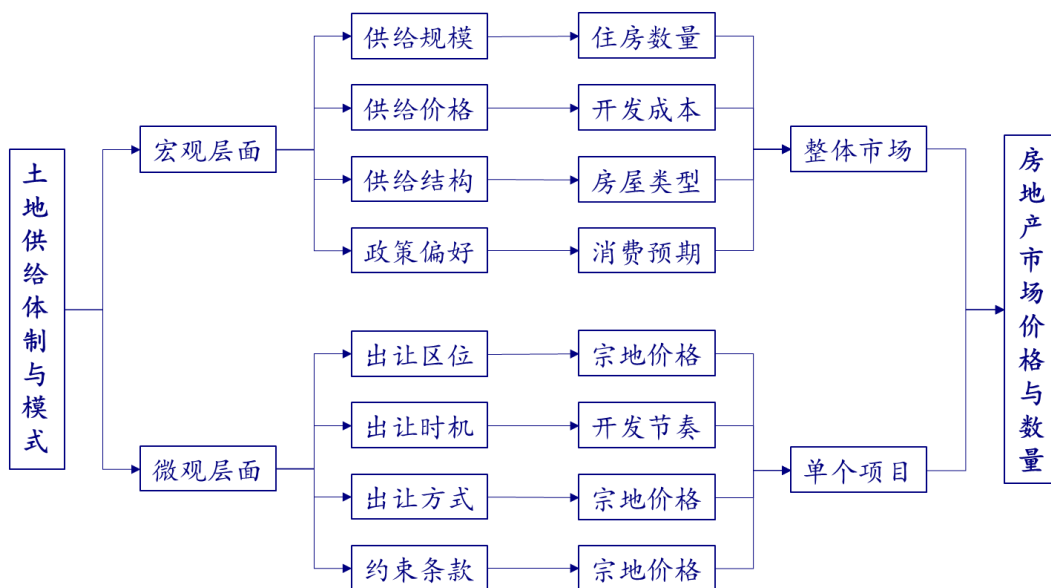 土地供给体制与模式
宏观层面
供给规模
住房数量
供给价格
开发成本
供给结构
房屋类型
政策偏好
消费预期
整体市场
微观层面
出让区位
宗地价格
出让时机
开发节奏
出让方式
宗地价格
约束条款
宗地价格
单个项目
房地产市场价格与数量